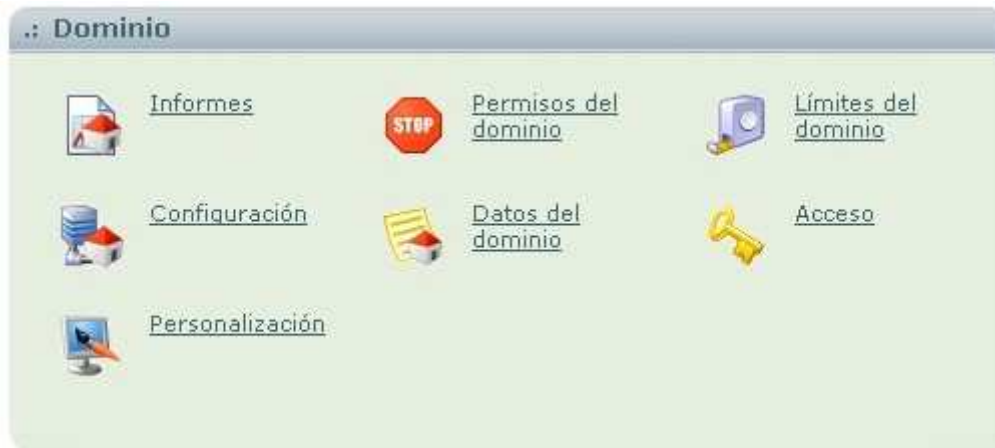 .: Dominio
Informes
Permisos del
dominio
Límites del
dominio
STOP
Configuración
Datos del
dominio
Acceso
Personalización